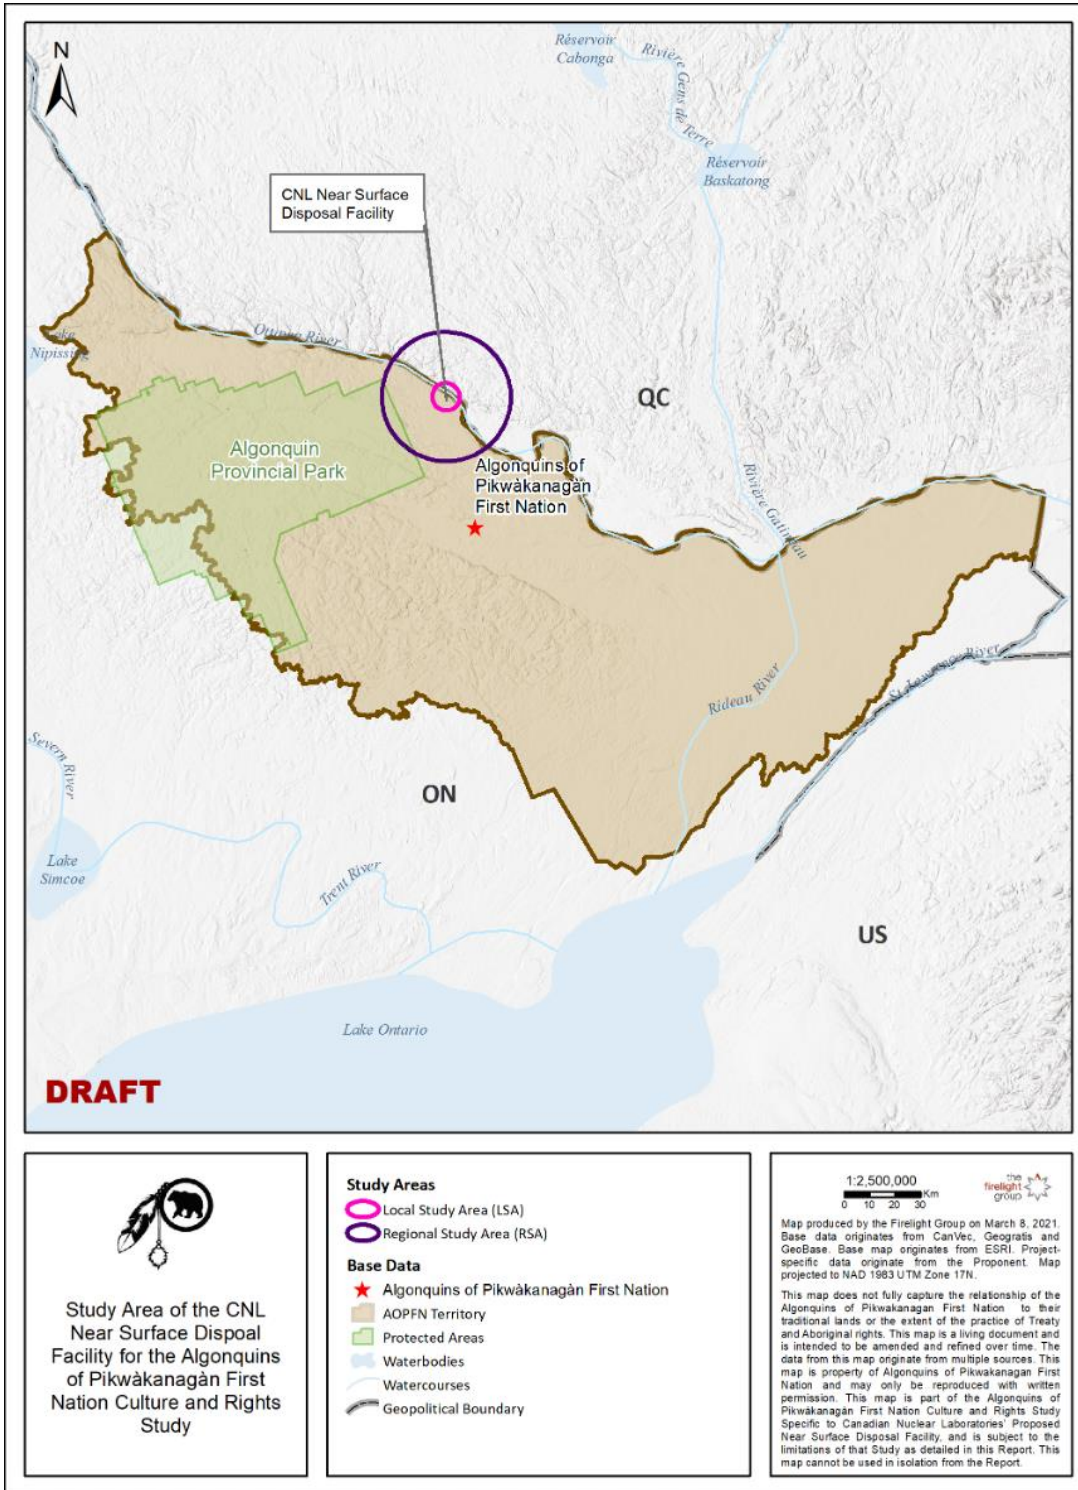 N
Réservoir
Cabonga
Rivière Gens de Terre
Réservoir
Baskatong
CNL Near Surface
Disposal Facility
Ottawa River
Lake
Nipissing
QC
Algonquin
Provincial Park
Algonquins of
Pikwàkanagàn
First Nation
Rivière Gatineau
Rideau River
St. Lawrence River
Severn River
ON
Lake
Simcoe
Trent River
US
Lake Ontario
DRAFT
Study Area of the CNL
Near Surface Dispoal
Facility for the Algonquins
of Pikwàkanagàn First
Nation Culture and Rights
Study
Study Areas
Local Study Area (LSA)
Regional Study Area (RSA)
Base Data
Algonquins of Pikwàkanagàn First Nation
AOPFN Territory
Protected Areas
Waterbodies
Watercourses
Geopolitical Boundary
1:2,500,000
Km
0 10 20 30
the
firelight
group
Map produced by the Firelight Group on March 8, 2021.
Base data originates from CanVec, Geogratis and
GeoBase. Base map originates from ESRI. Project-
specific data originate from the Proponent. Map
projected to NAD 1983 UTM Zone 17N.
This map does not fully capture the relationship of the
Algonquins of Pikwakanagan First Nation to their
traditional lands or the extent of the practice of Treaty
and Aboriginal rights. This map is a living document and
is intended to be amended and refined over time. The
data from this map originate from multiple sources. This
map is property of Algonquins of Pikwakanagan First
Nation and may only be reproduced with written
permission. This map is part of the Algonquins of
Pikwàkanagàn First Nation Culture and Rights Study
Specific to Canadian Nuclear Laboratories' Proposed
Near Surface Disposal Facility, and is subject to the
limitations of that Study as detailed in this Report. This
map cannot be used in isolation from the Report.